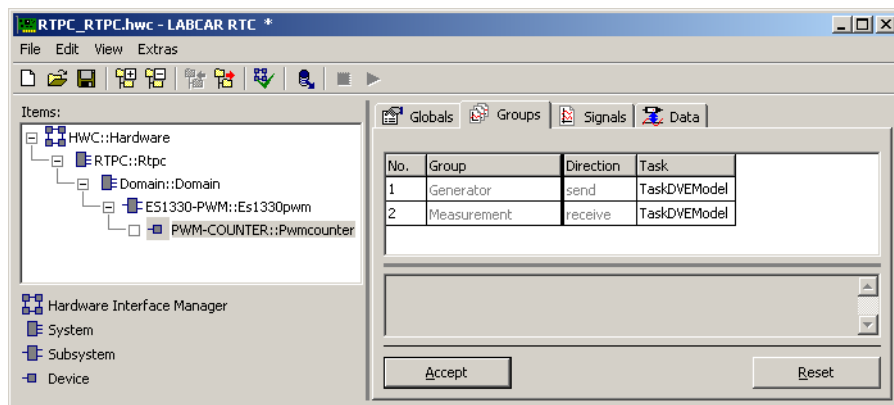 RTPC_RTPC.hwc - LABCAR RTC *
File Edit View Extras
Items:
HWC::Hardware
RTPC::Rtpc
Domain::Domain
ES1330-PWM::Es1330pwm
PWM-COUNTER::Pwmcounter
Hardware Interface Manager
System
Subsystem
Device
Globals Groups Signals Data
No. Group Direction Task
1 Generator send TaskDVEModel
2 Measurement receive TaskDVEModel
Accept Reset